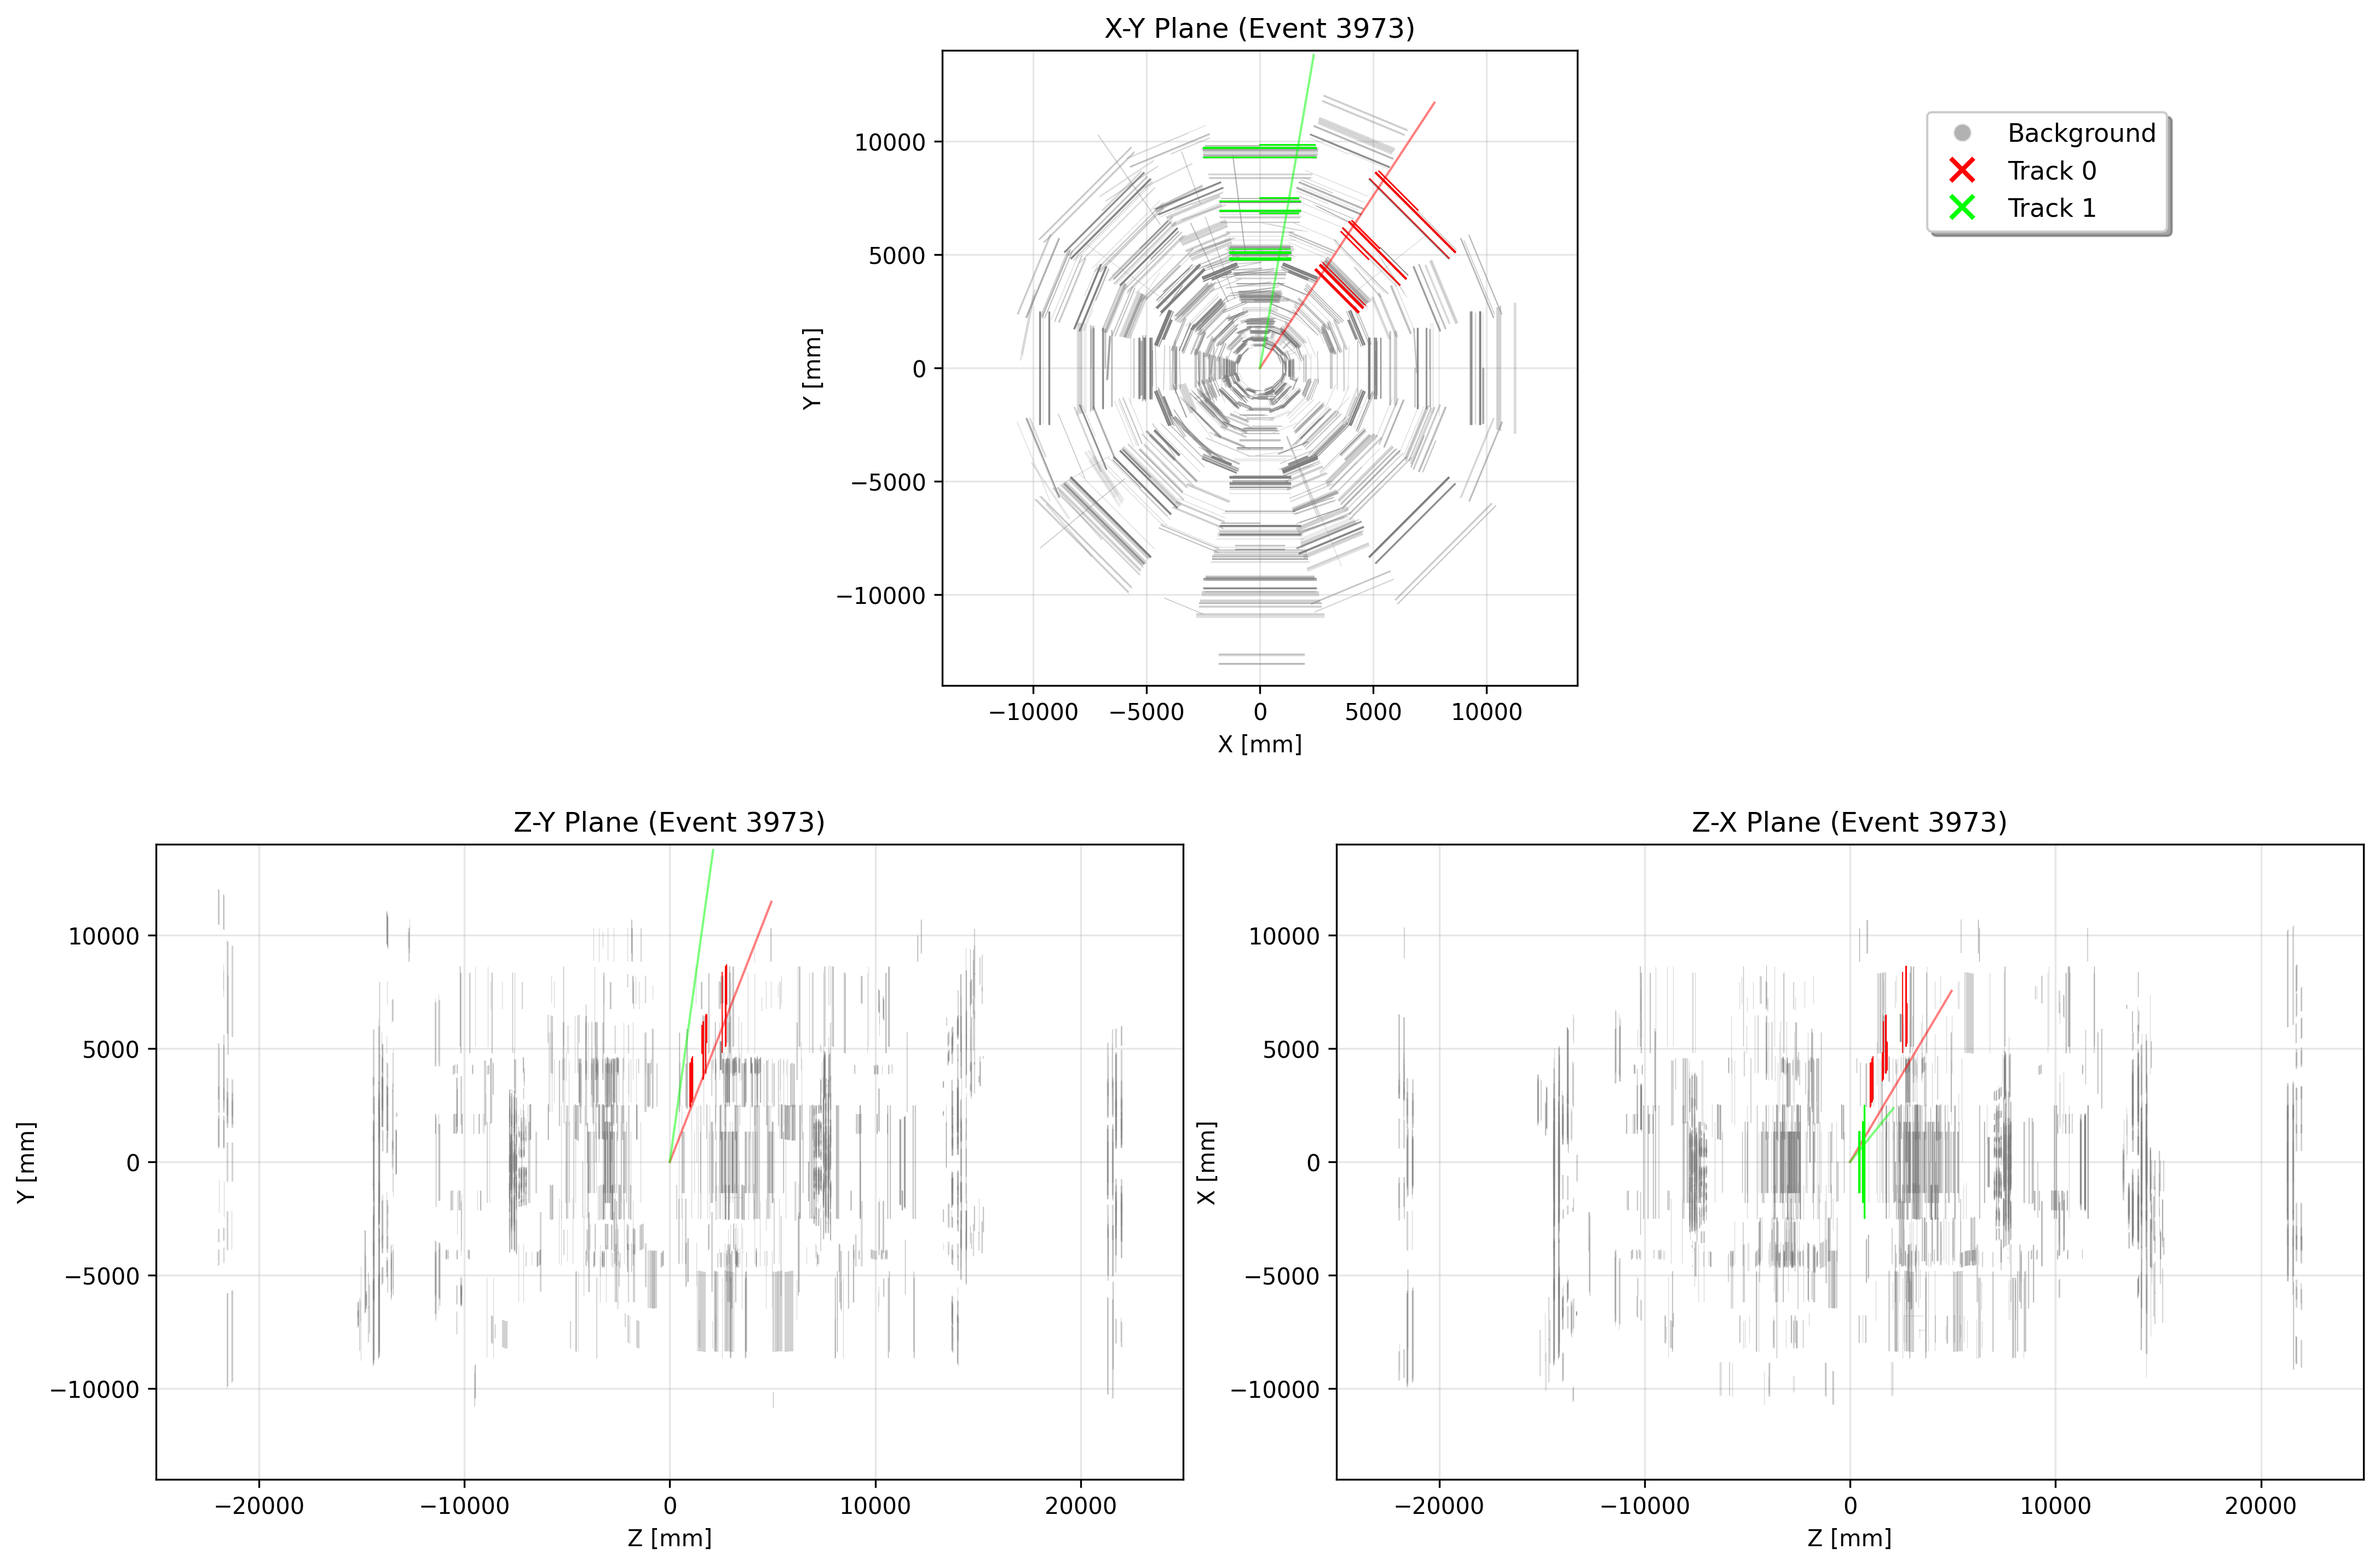 X-Y Plane (Event 3973)
10000
5000
0
−5000
−10000
Y [mm]
−10000 −5000 0 5000 10000
X [mm]
Background
Track 0
Track 1
Z-Y Plane (Event 3973)
10000
5000
0
−5000
−10000
Y [mm]
−20000 −10000 0 10000 20000
Z [mm]
Z-X Plane (Event 3973)
10000
5000
0
−5000
−10000
X [mm]
−20000 −10000 0 10000 20000
Z [mm]